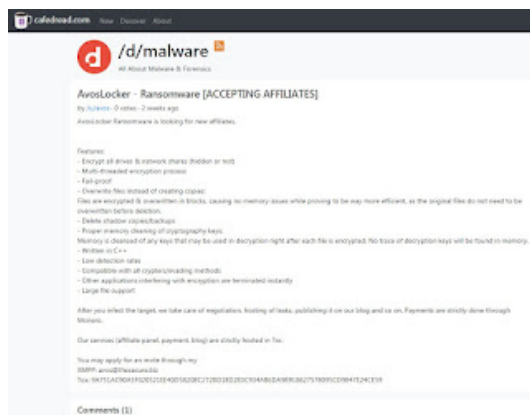 cafedread.com New Discover About
/d/malware
All About Malware & Forensics
AvosLocker - Ransomware [ACCEPTING AFFILIATES]
by /u/avos - 0 votes - 2 weeks ago
AvosLocker Ransomware is looking for new affiliates.
Features:
- Encrypt all drives & network shares (hidden or not)
- Multi-threaded encryption process
- Fail-proof
- Overwrite files instead of creating copies:
Files are encrypted & overwritten in blocks, causing no memory issues while proving to be way more efficient, as the original files do not need to be
overwritten before deletion.
- Delete shadow copies/backups
- Proper memory cleaning of cryptography keys:
Memory is cleansed of any keys that may be used in decryption right after each file is encrypted. No trace of decryption keys will be found in memory.
- Written in C++
- Low detection rates
- Compatible with all crypters/evading methods
- Other applications interfering with encryption are terminated instantly
- Large file support
After you infect the target, we take care of negotiation, hosting of leaks, publishing it on our blog and so on. Payments are strictly done through
Monero.
Our services (affiliate panel, payment, blog) are strictly hosted in Tor.
You may apply for an invite through my
XMPP:
Tox:
Comments (1)